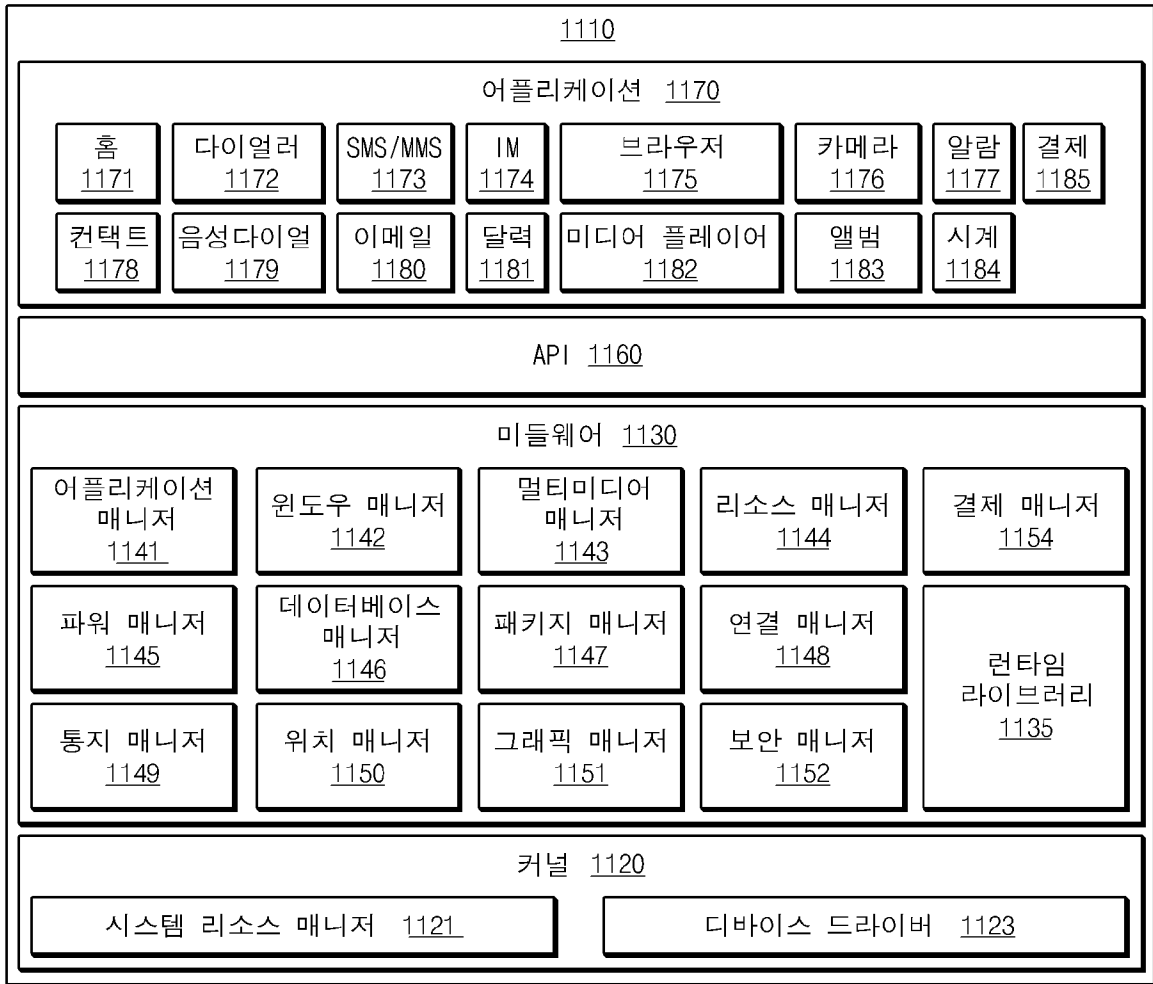 1110
어플리케이션 1170
홈
1171
다이얼러
1172
SMS/MMS
1173
IM
1174
브라우저
1175
카메라
1176
알람
1177
결제
1185
컨택트
1178
음성다이얼
1179
이메일
1180
달력
1181
미디어 플레이어
1182
앨범
1183
시계
1184
API 1160
미들웨어 1130
어플리케이션
매니저
1141
윈도우 매니저
1142
멀티미디어
매니저
1143
리소스 매니저
1144
결제 매니저
1154
파워 매니저
1145
데이터베이스
매니저
1146
패키지 매니저
1147
연결 매니저
1148
런타임
라이브러리
1135
통지 매니저
1149
위치 매니저
1150
그래픽 매니저
1151
보안 매니저
1152
커널 1120
시스템 리소스 매니저 1121
디바이스 드라이버 1123